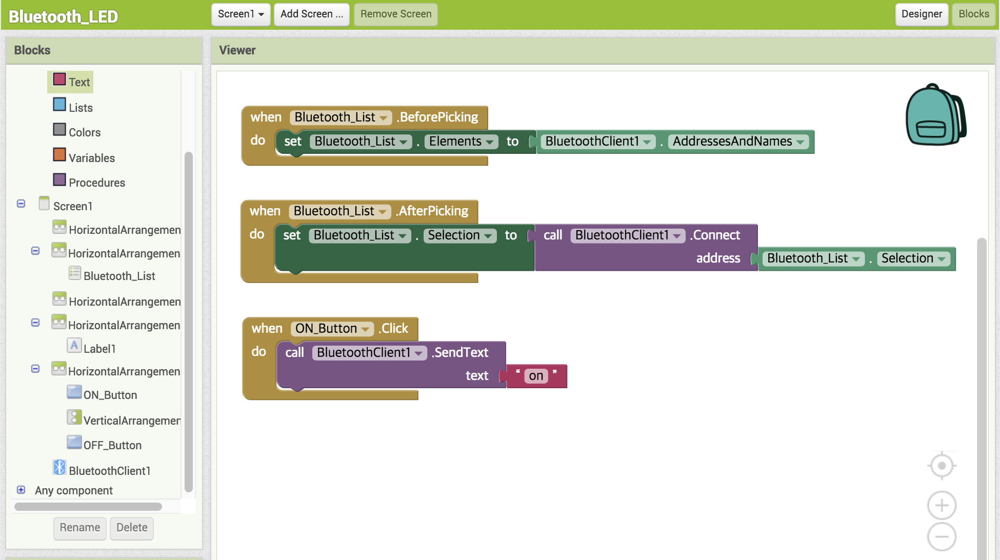 Bluetooth_LED
Screen1
Add Screen ...
Remove Screen
Designer
Blocks
Blocks
Text
Lists
Colors
Variables
Procedures
Screen1
HorizontalArrangemen
HorizontalArrangemen
Bluetooth_List
HorizontalArrangemen
HorizontalArrangemen
Label1
HorizontalArrangemen
ON_Button
VerticalArrangemen
OFF_Button
BluetoothClient1
Any component
Rename
Delete
Viewer
when Bluetooth_List .BeforePicking
do set Bluetooth_List . Elements to BluetoothClient1 . AddressesAndNames
when Bluetooth_List .AfterPicking
do set Bluetooth_List . Selection to call BluetoothClient1 .Connect
address Bluetooth_List . Selection
when ON_Button .Click
do call BluetoothClient1 .SendText
text “ on ”